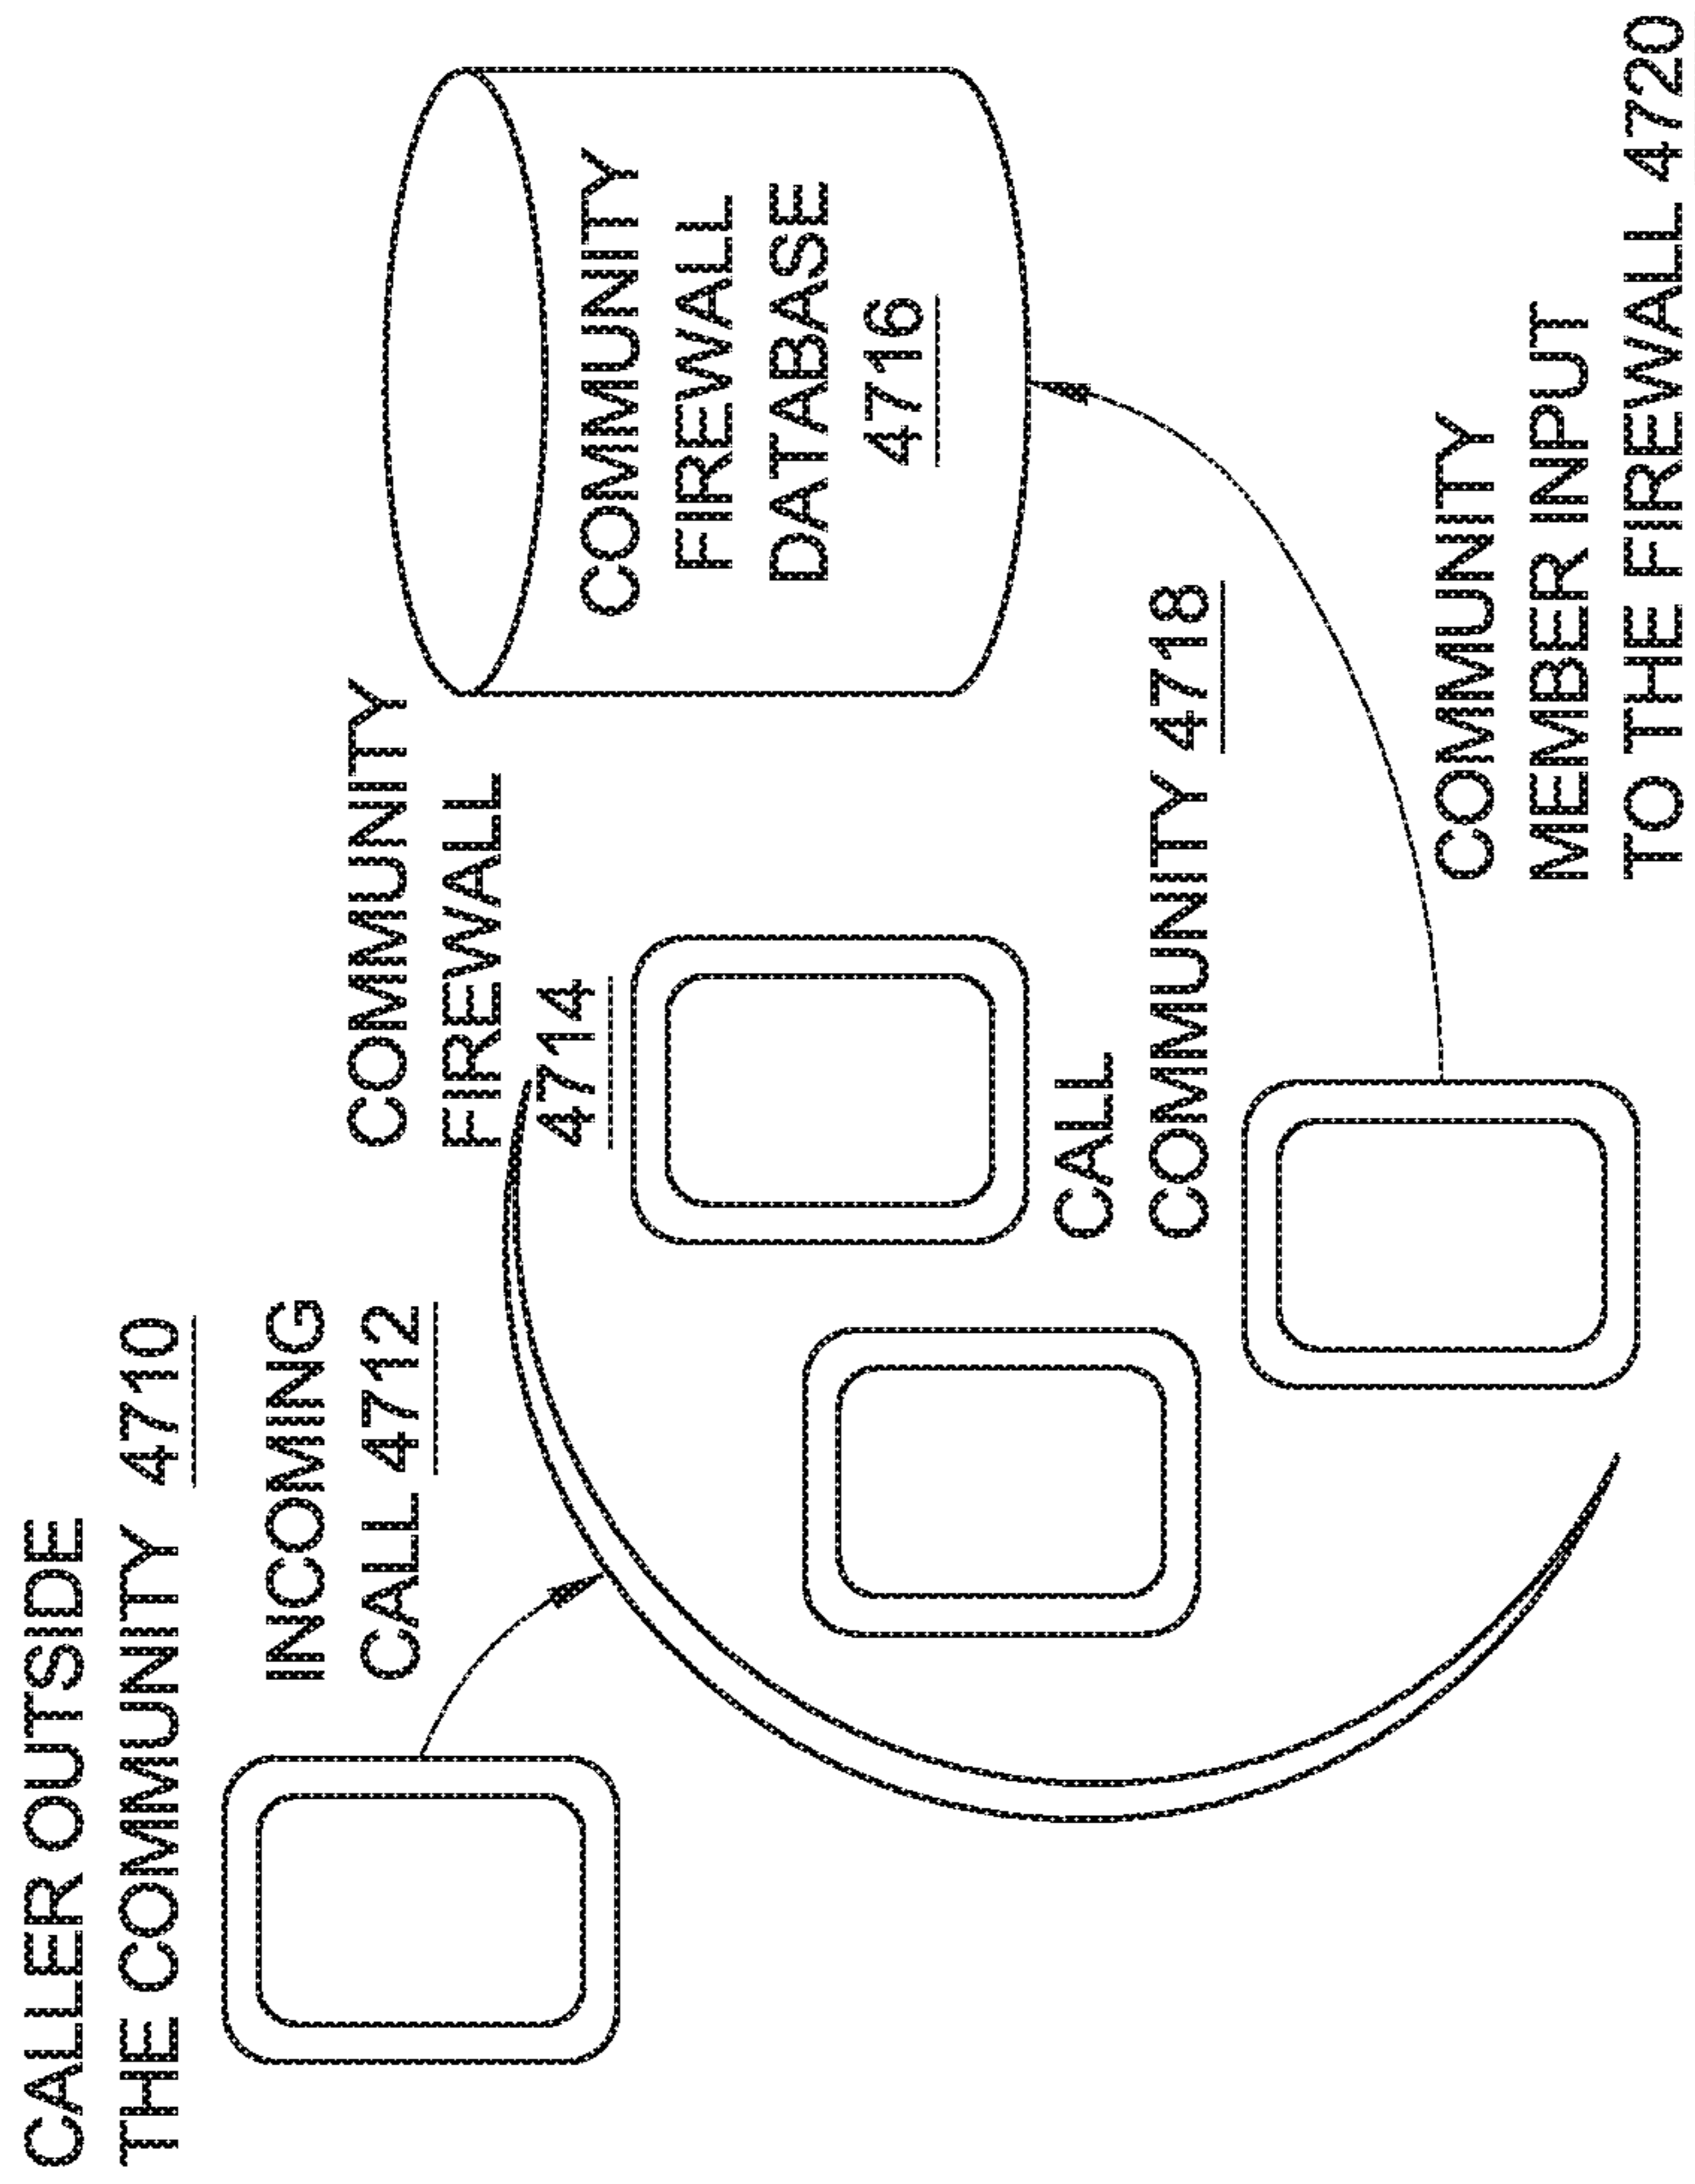 CALLER OUTSIDE
THE COMMUNITY 4710
INCOMING
CALL 4712
COMMUNITY
FIREWALL
4714
COMMUNITY
FIREWALL
DATABASE
4716
CALL
COMMUNITY 4718
COMMUNITY
MEMBER INPUT
TO THE FIREWALL 4720